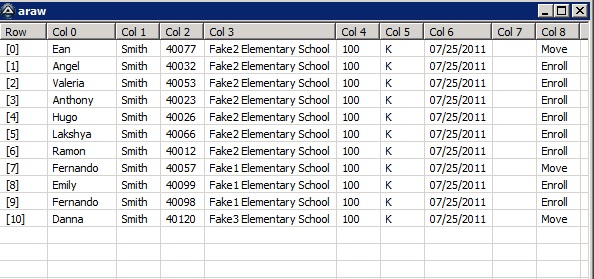 araw
Row Col 0 Col 1 Col 2 Col 3 Col 4 Col 5 Col 6 Col 7 Col 8
[0] Ean Smith 40077 Fake2 Elementary School 100 K 07/25/2011 Move
[1] Angel Smith 40032 Fake2 Elementary School 100 K 07/25/2011 Enroll
[2] Valeria Smith 40053 Fake2 Elementary School 100 K 07/25/2011 Enroll
[3] Anthony Smith 40023 Fake2 Elementary School 100 K 07/25/2011 Enroll
[4] Hugo Smith 40026 Fake2 Elementary School 100 K 07/25/2011 Enroll
[5] Lakshya Smith 40066 Fake2 Elementary School 100 K 07/25/2011 Enroll
[6] Ramon Smith 40012 Fake2 Elementary School 100 K 07/25/2011 Enroll
[7] Fernando Smith 40057 Fake1 Elementary School 100 K 07/25/2011 Move
[8] Emily Smith 40099 Fake1 Elementary School 100 K 07/25/2011 Enroll
[9] Fernando Smith 40098 Fake1 Elementary School 100 K 07/25/2011 Enroll
[10] Danna Smith 40120 Fake3 Elementary School 100 K 07/25/2011 Move